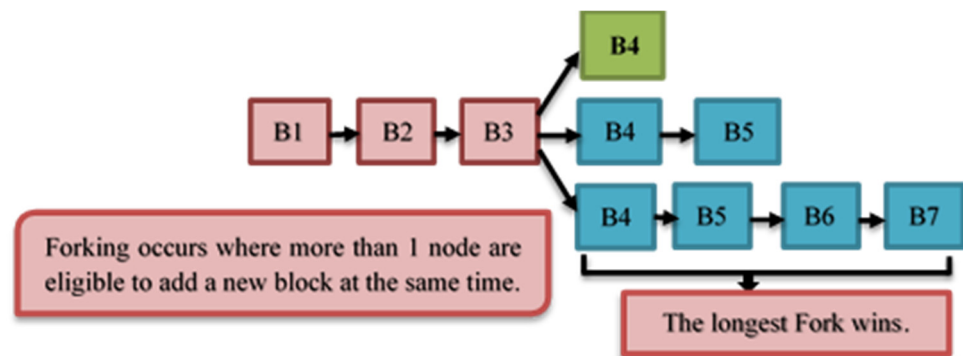 B4
B1 B2 B3 B4 B5
B4 B5 B6 B7
Forking occurs where more than 1 node are
eligible to add a new block at the same time.
The longest Fork wins.